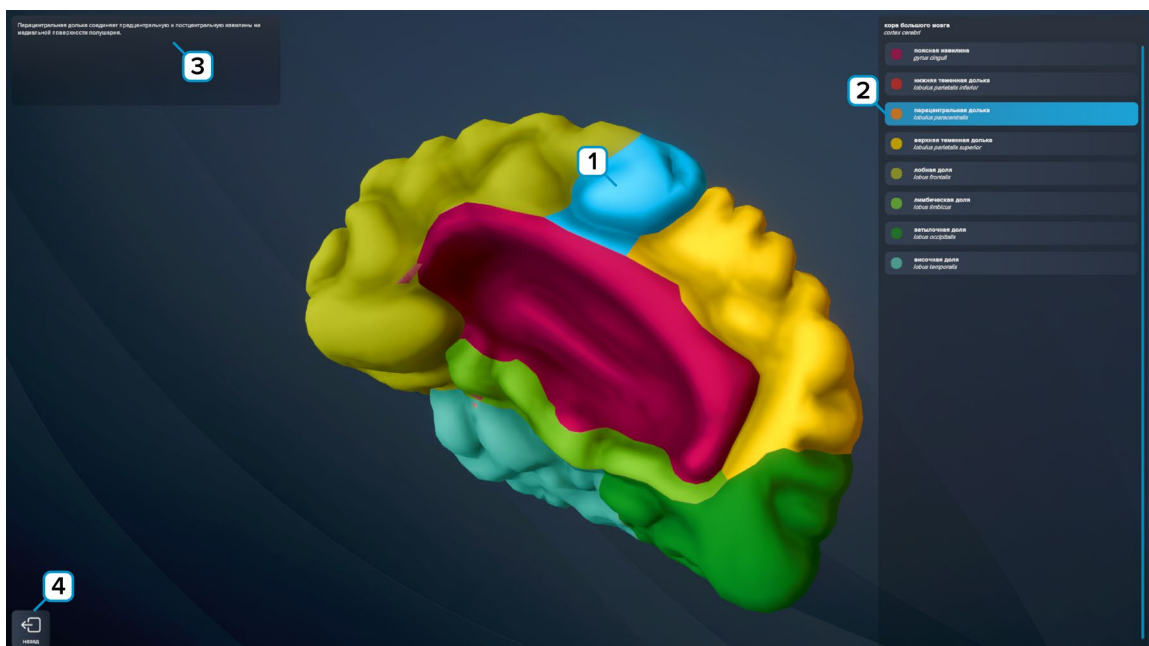 Парацентральная долька соединяет предцентральную и постцентральную извилины на
медиальной поверхности полушария.
3
кора большого мозга
cortex cerebri
поясная извилина
gyrus cinguli
2
нижняя теменная долька
lobulus parietalis inferior
парацентральная долька
lobulus paracentralis
верхняя теменная долька
lobulus parietalis superior
лобная доля
lobus frontalis
лимбическая доля
lobus limbicus
затылочная доля
lobus occipitalis
височная доля
lobus temporalis
1
4
назад